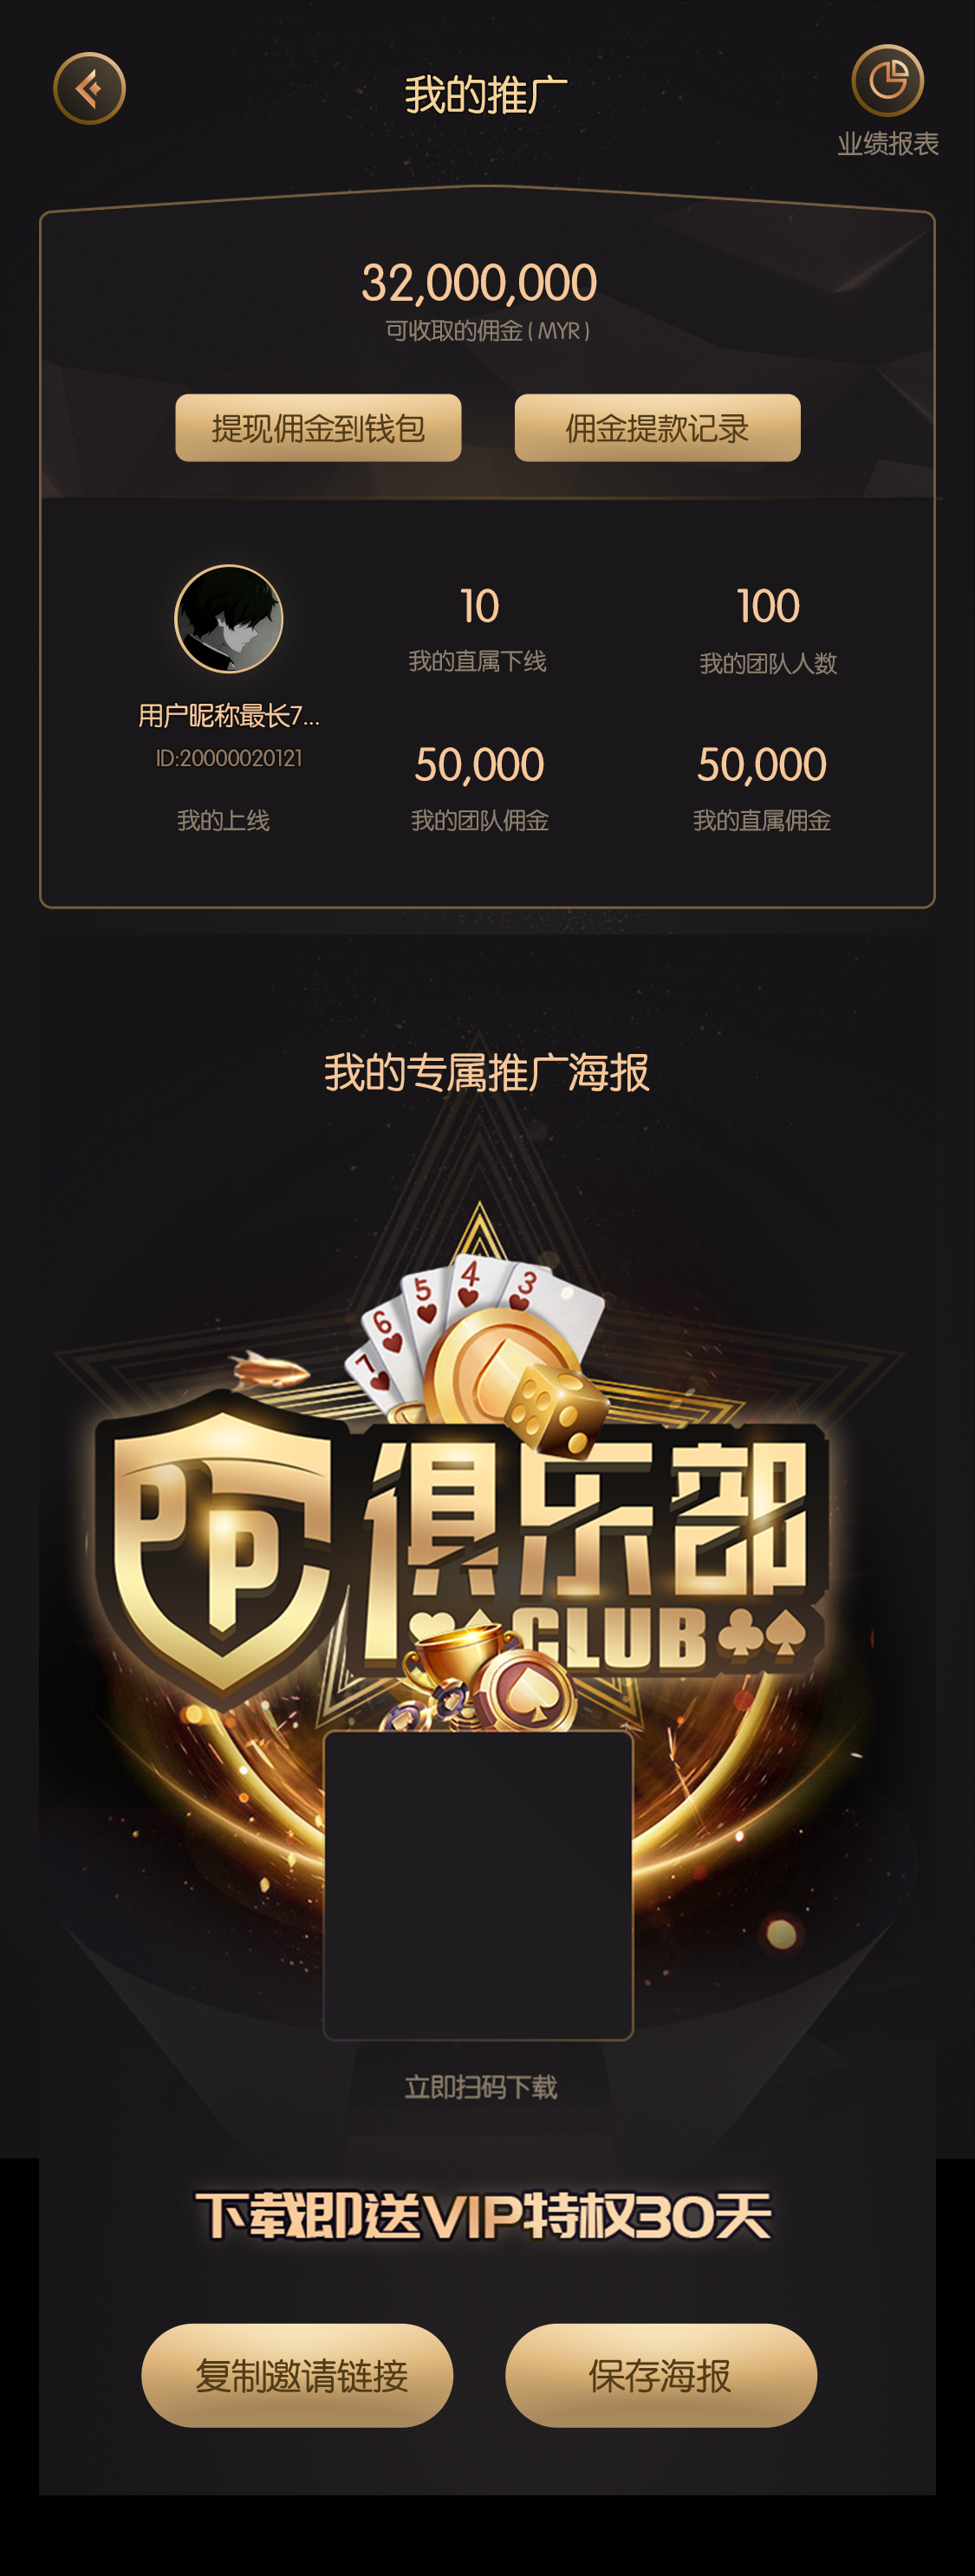 我的推广
业绩报表
32,000,000
可收取的佣金 ( MYR )
提现佣金到钱包
佣金提款记录
10
100
我的直属下线
我的团队人数
用户昵称最长7...
ID:20000020121
50,000
50,000
我的上线
我的团队佣金
我的直属佣金
我的专属推广海报
7 6 5 4 3
PP 俱乐部
CLUB
立即扫码下载
下载即送VIP特权30天
复制邀请链接
保存海报